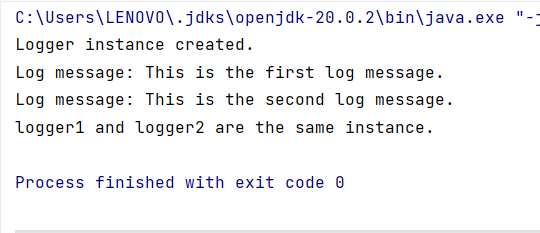 C:\Users\LENOVO\.jdks\openjdk-20.0.2\bin\java.exe "-j
Logger instance created.
Log message: This is the first log message.
Log message: This is the second log message.
logger1 and logger2 are the same instance.
Process finished with exit code 0